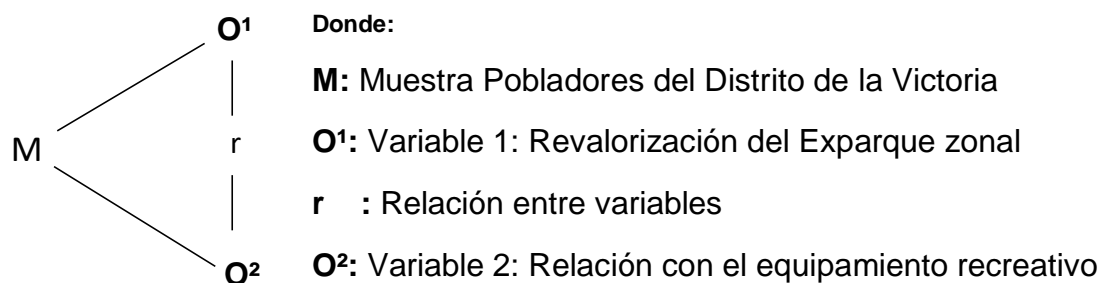 O¹ Donde:
M: Muestra Pobladores del Distrito de la Victoria
M r O¹: Variable 1: Revalorización del Exparque zonal
r : Relación entre variables
O² O²: Variable 2: Relación con el equipamiento recreativo